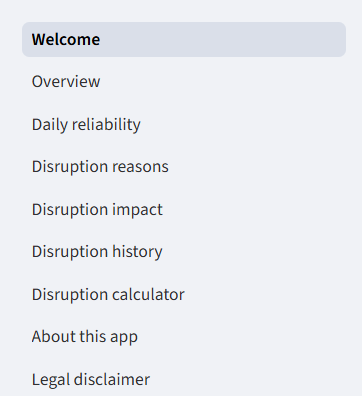 Welcome
Overview
Daily reliability
Disruption reasons
Disruption impact
Disruption history
Disruption calculator
About this app
Legal disclaimer